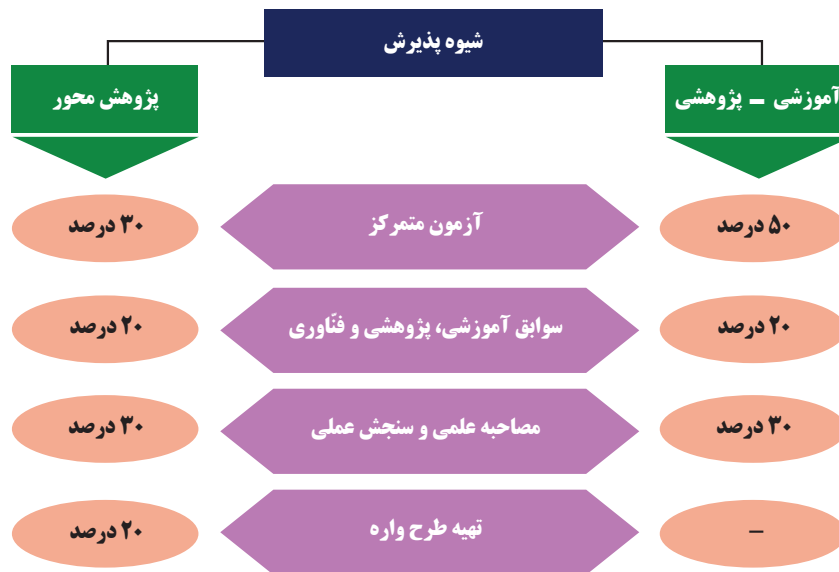 شیوه پذیرش
آموزشی ـ پژوهشی
پژوهش محور
۵۰ درصد
آزمون متمرکز
۳۰ درصد
۲۰ درصد
سوابق آموزشی، پژوهشی و فنّاوری
۲۰ درصد
۳۰ درصد
مصاحبه علمی و سنجش عملی
۳۰ درصد
–
تهیه طرح واره
۲۰ درصد